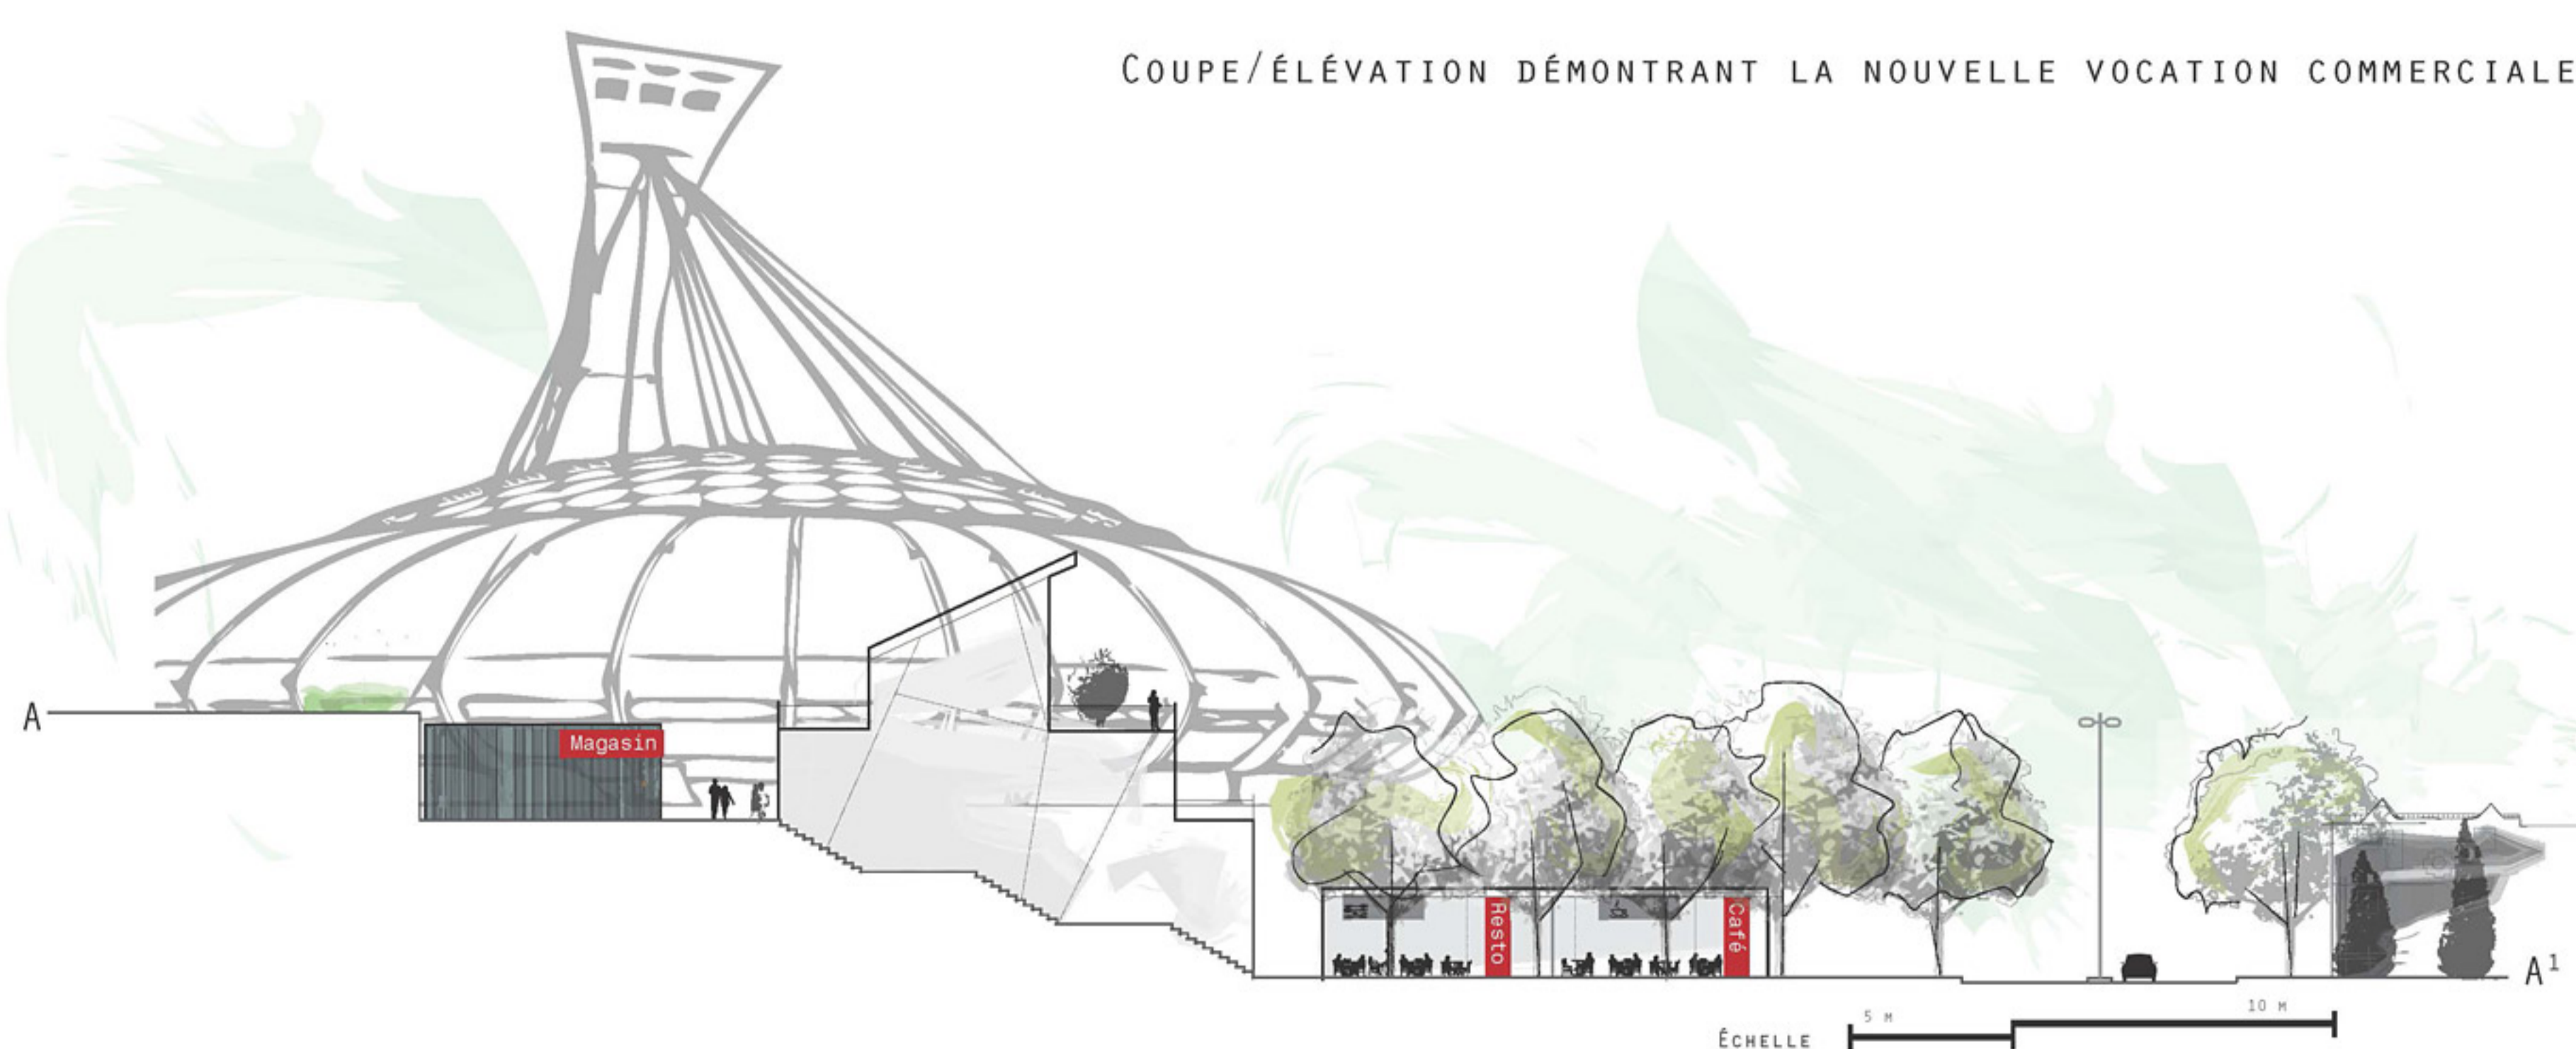 COUPE/ÉLÉVATION DÉMONTRANT LA NOUVELLE VOCATION COMMERCIALE
A
Magasin
Resto
Café
A¹
5 M
10 M
ÉCHELLE